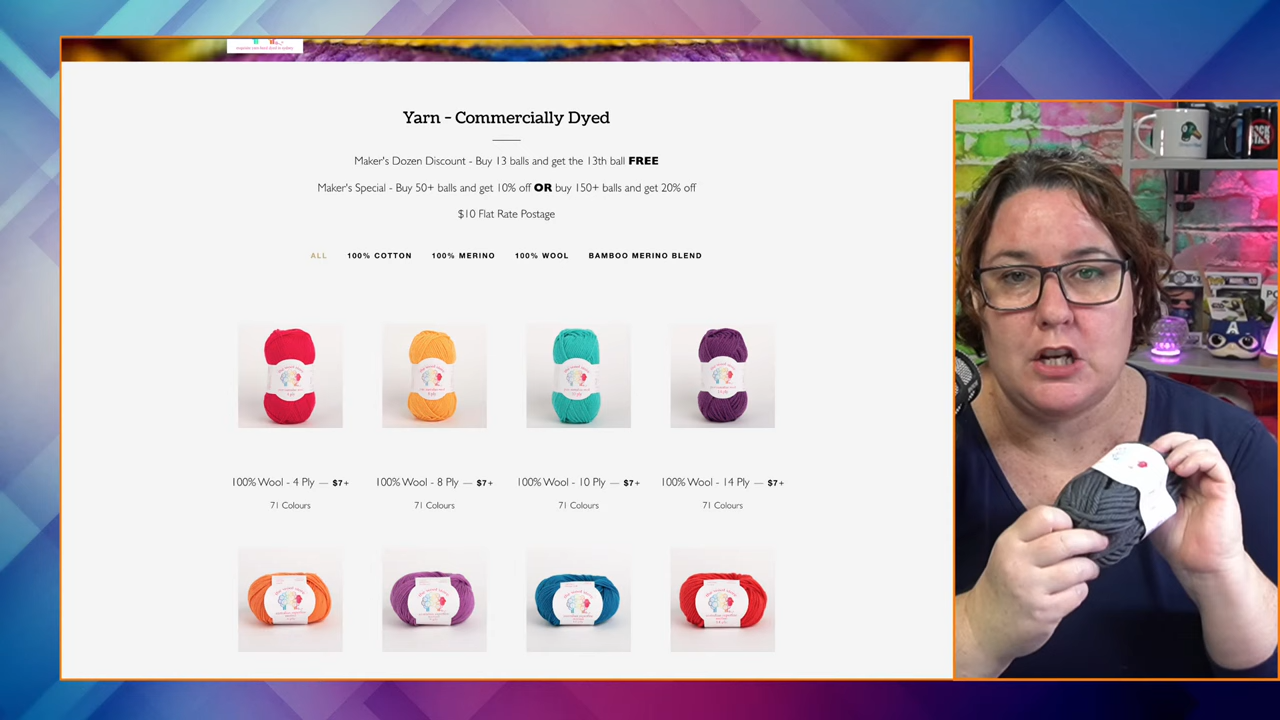 Yarn - Commercially Dyed
Maker's Dozen Discount - Buy 13 balls and get the 13th ball FREE
Maker's Special - Buy 50+ balls and get 10% off OR buy 150+ balls and get 20% off
$10 Flat Rate Postage
ALL 100% COTTON 100% MERINO 100% WOOL BAMBOO MERINO BLEND
100% Wool - 4 Ply — $7+
71 Colours
100% Wool - 8 Ply — $7+
71 Colours
100% Wool - 10 Ply — $7+
71 Colours
100% Wool - 14 Ply — $7+
71 Colours